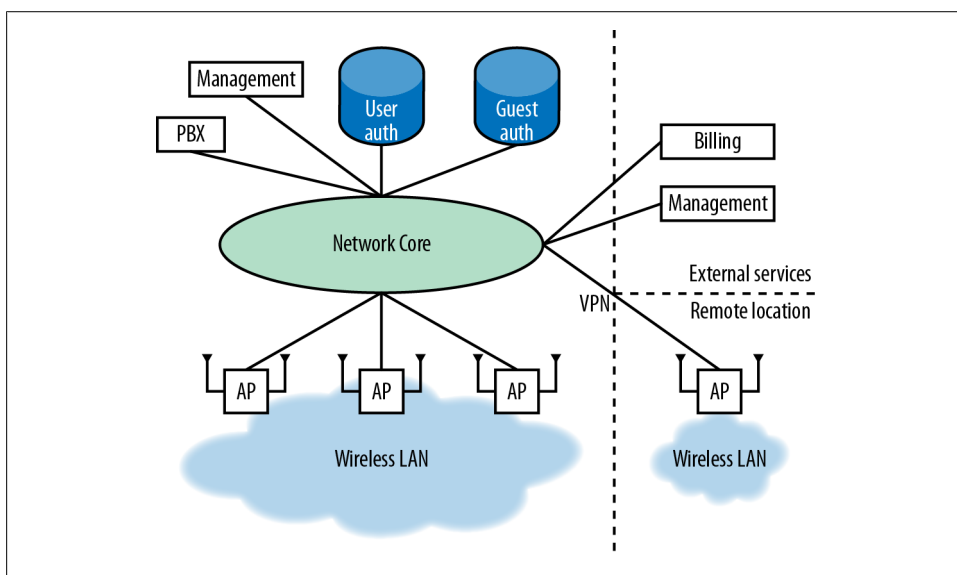 Management
User
auth
Guest
auth
PBX
Billing
Management
Network Core
External services
VPN
Remote location
AP
AP
AP
AP
Wireless LAN
Wireless LAN